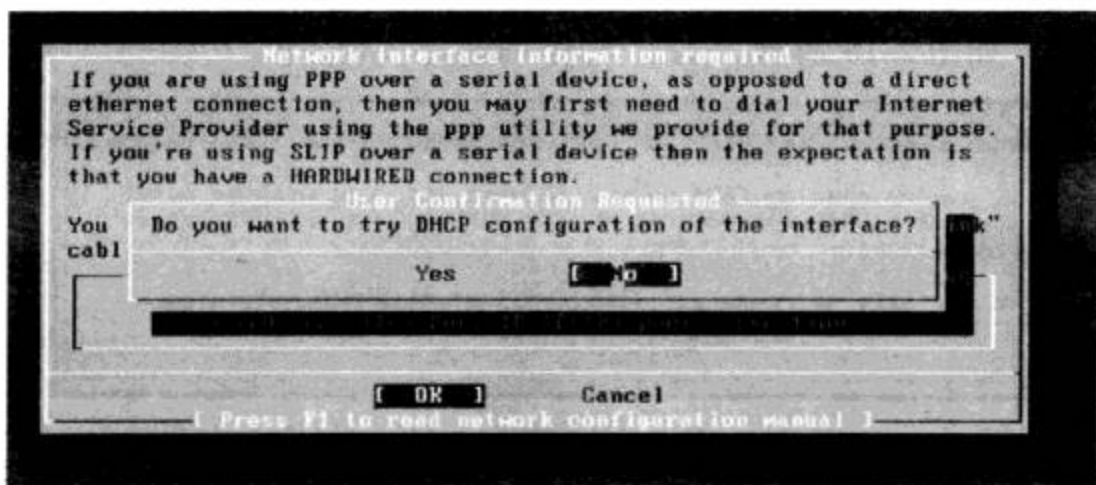 Network interface information required
If you are using PPP over a serial device, as opposed to a direct
ethernet connection, then you may first need to dial your Internet
Service Provider using the ppp utility we provide for that purpose.
If you're using SLIP over a serial device then the expectation is
that you have a HARDWIRED connection.
User Confirmation Requested
You Do you want to try DHCP configuration of the interface? k"
cabl
Yes [ No ]
[ OK ] Cancel
[ Press F1 to read network configuration manual ]